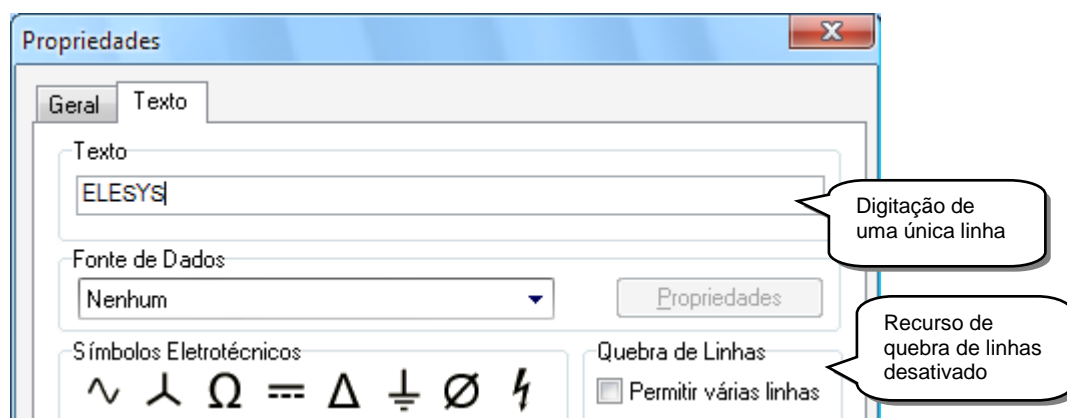 Propriedades
Geral Texto
Texto
ELESYS
Digitação de
uma única linha
Fonte de Dados
Nenhum
Propriedades
Símbolos Eletrotécnicos
Quebra de Linhas
Ω Δ Ø
Permitir várias linhas
Recurso de
quebra de linhas
desativado